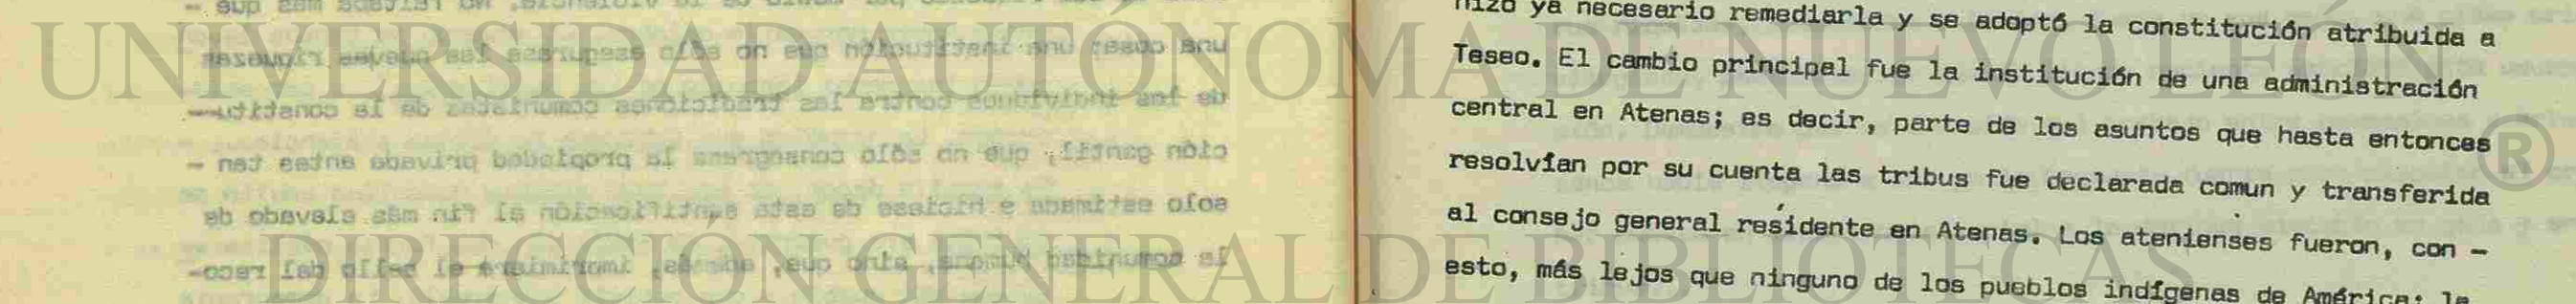 UNIVERSIDAD AUTÓNOMA DE NUEVO LEÓN
®
DIRECCIÓN GENERAL DE BIBLIOTECAS
una cosa; una institución que no sólo asegurase las nuevas riquezas
de los individuos contra las tradiciones comunistas de la constitu-
ción gentil, que no sólo consagrase la propiedad privada antes tan -
solo estimada e hiciese de esta santificación el fin más elevado de
la comunidad humana, sino que, además, imprimiera el sello del reco-
hizo ya necesario remediarla y se adoptó la constitución atribuida a
Teseo. El cambio principal fue la institución de una administración
central en Atenas; es decir, parte de los asuntos que hasta entonces
resolvían por su cuenta las tribus fue declarada comun y transferida
al consejo general residente en Atenas. Los atenienses fueron, con -
esto, más lejos que ninguno de los pueblos indígenas de América: la